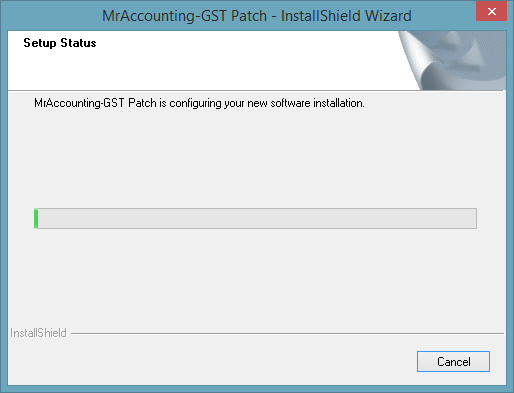 MrAccounting-GST Patch - InstallShield Wizard
Setup Status
MrAccounting-GST Patch is configuring your new software installation.
InstallShield
Cancel